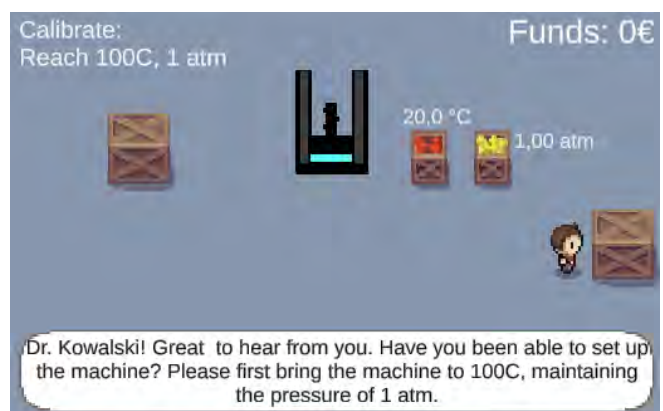 Calibrate:
Reach 100C, 1 atm
Funds: 0€
20,0 °C
1,00 atm
Dr. Kowalski! Great  to hear from you. Have you been able to set up
the machine? Please first bring the machine to 100C, maintaining
the pressure of 1 atm.